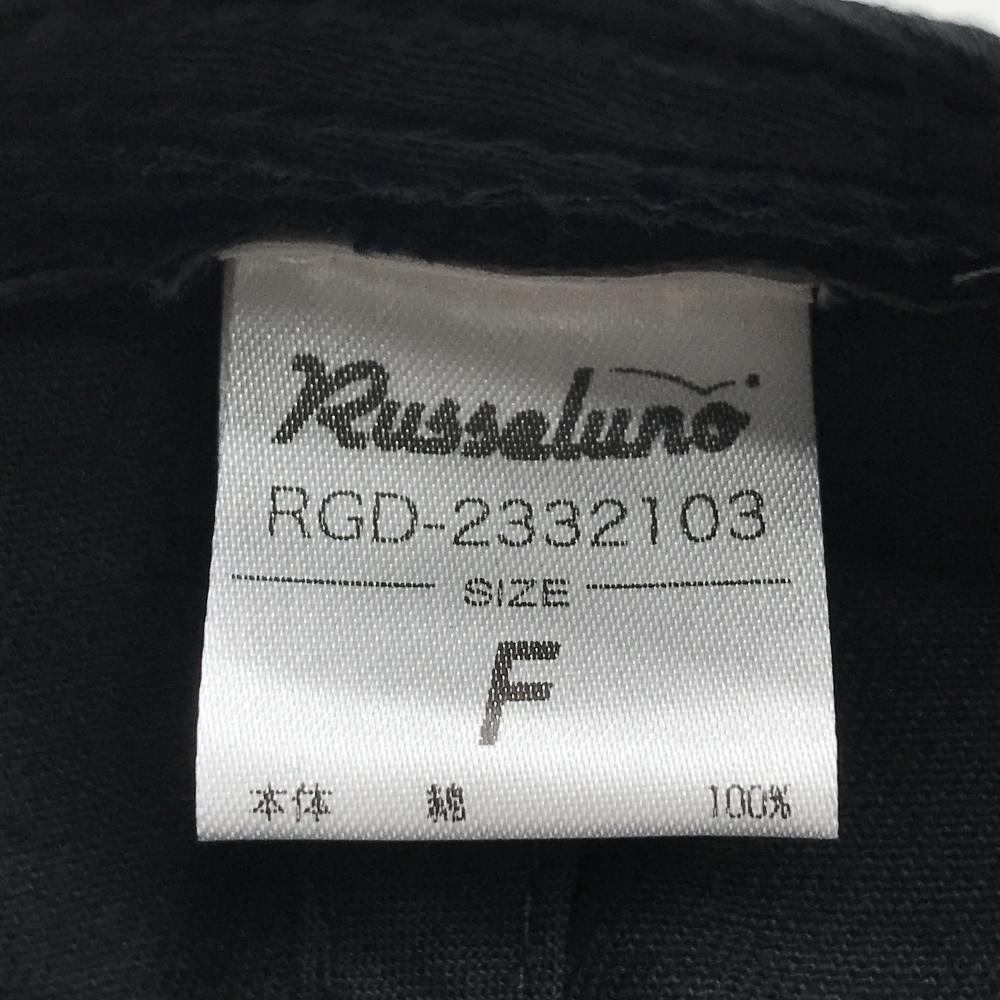 Russeluno
RGD-2332103
SIZE
F
本体 綿 100%